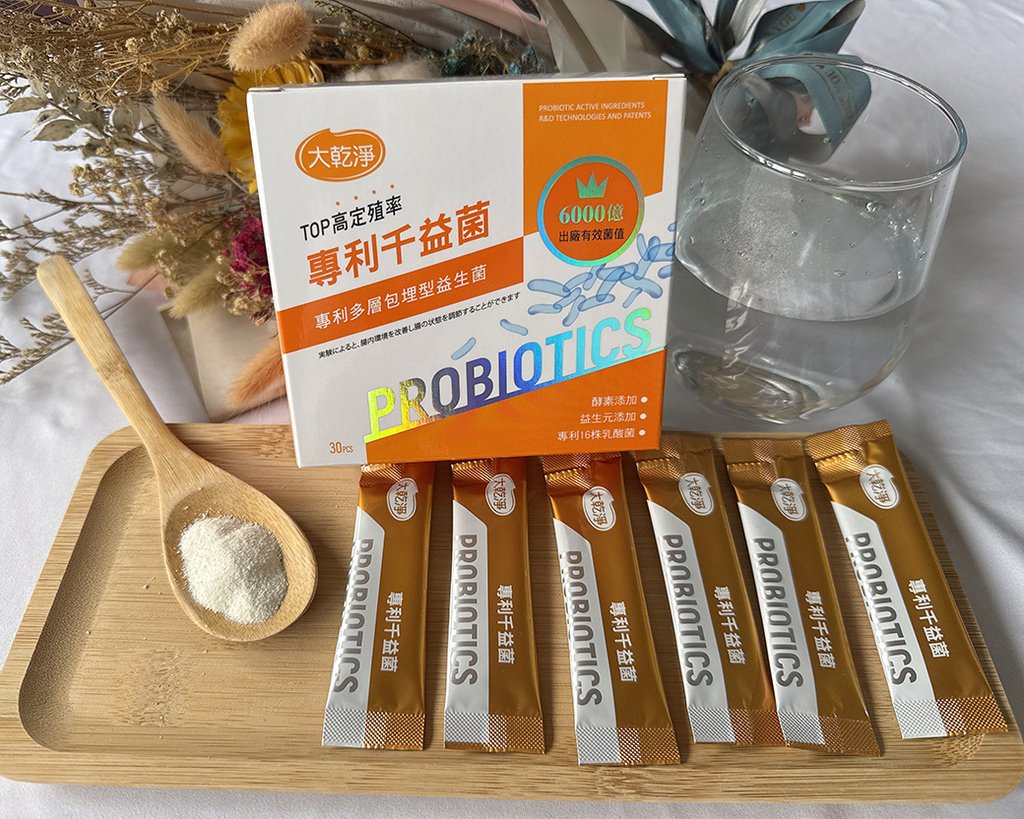 PROBIOTIC ACTIVE INGREDIENTS
R&D TECHNOLOGIES AND PATENTS
大乾淨
TOP高定殖率
專利千益菌
6000億
出廠有效菌值
專利多層包埋型益生菌
実験によると、腸内環境を改善し腸の状態を調節することができます
PROBIOTICS
酵素添加
益生元添加
專利16株乳酸菌
30PCS
大乾淨
PROBIOTICS
專利千益菌
大乾淨
PROBIOTICS
專利千益菌
大乾淨
PROBIOTICS
專利千益菌
大乾淨
PROBIOTICS
專利千益菌
大乾淨
PROBIOTICS
專利千益菌
大乾淨
PROBIOTICS
專利千益菌